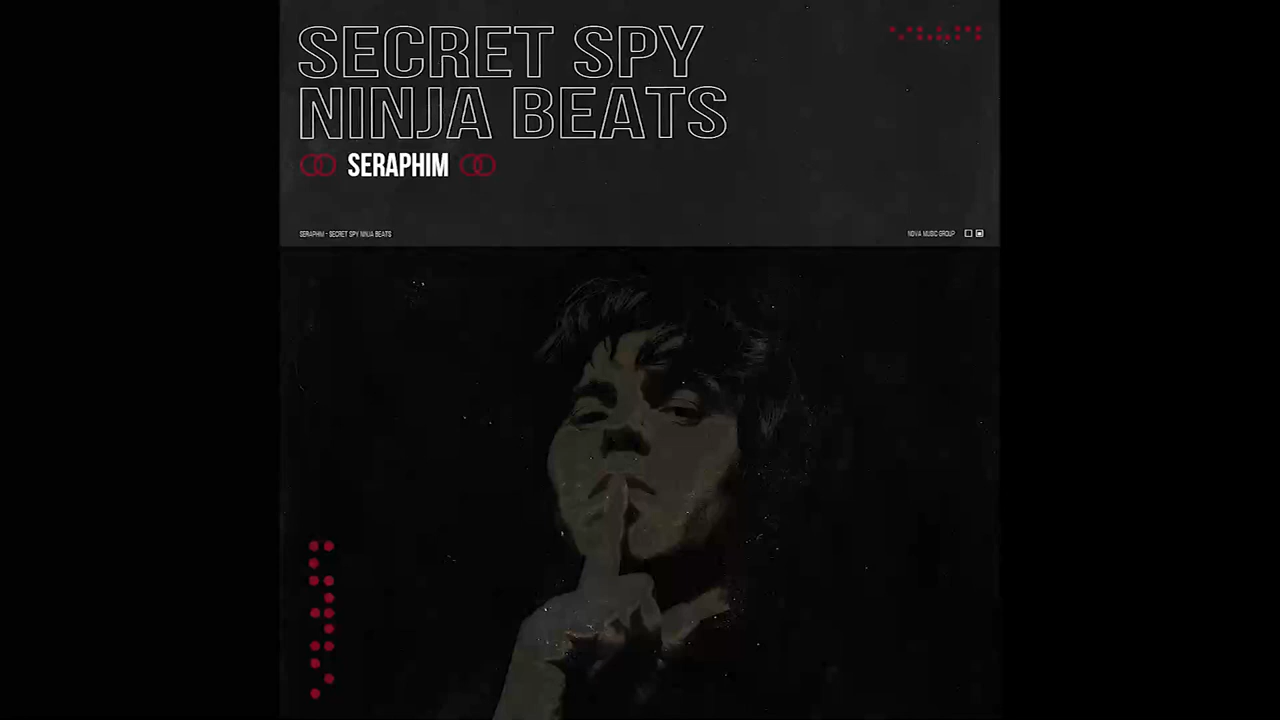 SECRET SPY
NINJA BEATS
SERAPHIM
SERAPHIM - SECRET SPY NINJA BEATS
NOVA MUSIC GROUP